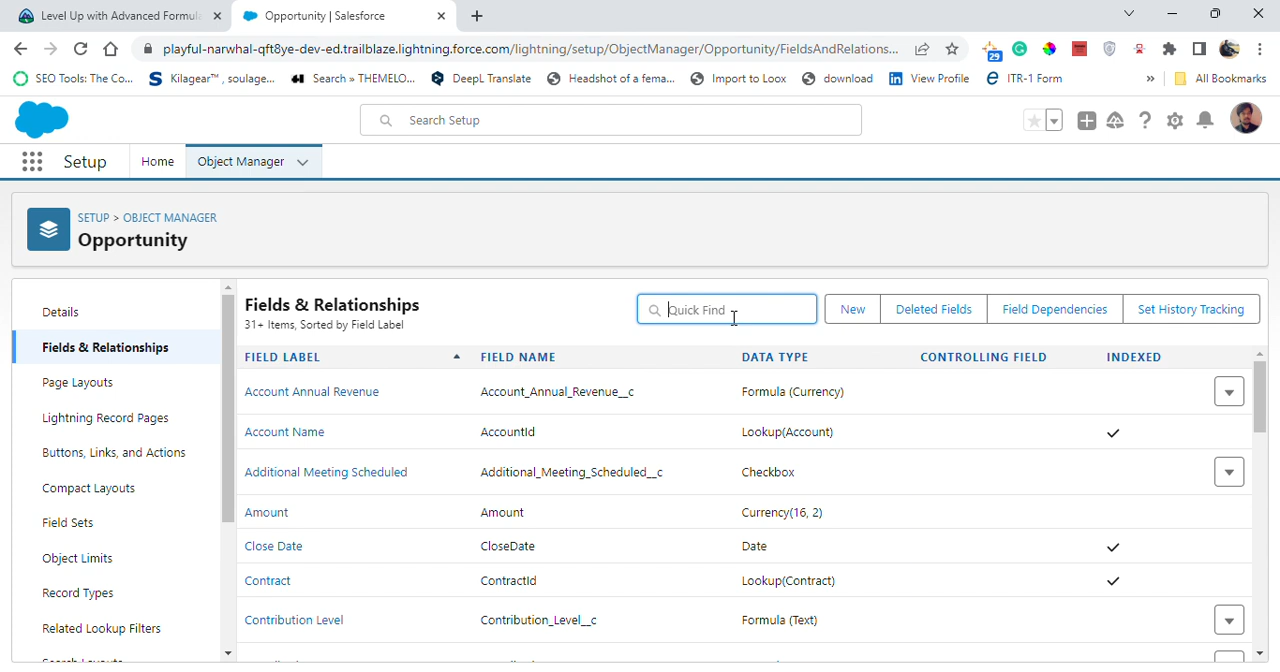 Level Up with Advanced Formula
Opportunity | Salesforce
playful-narwhal-qft8ye-dev-ed.trailblaze.lightning.force.com/lightning/setup/ObjectManager/Opportunity/FieldsAndRelations...
29
SEO Tools: The Co...
Kilagear™, soulage...
Search » THEMELO...
DeepL Translate
Headshot of a fema...
Import to Loox
download
View Profile
ITR-1 Form
»
All Bookmarks
Search Setup
Setup
Home
Object Manager
SETUP > OBJECT MANAGER
Opportunity
Details
Fields & Relationships
Page Layouts
Lightning Record Pages
Buttons, Links, and Actions
Compact Layouts
Field Sets
Object Limits
Record Types
Related Lookup Filters
Search Layouts
Fields & Relationships
31+ Items, Sorted by Field Label
Quick Find
New
Deleted Fields
Field Dependencies
Set History Tracking
FIELD LABEL FIELD NAME DATA TYPE CONTROLLING FIELD INDEXED
Account Annual Revenue Account_Annual_Revenue__c Formula (Currency)
Account Name AccountId Lookup(Account)
Additional Meeting Scheduled Additional_Meeting_Scheduled__c Checkbox
Amount Amount Currency(16, 2)
Close Date CloseDate Date
Contract ContractId Lookup(Contract)
Contribution Level Contribution_Level__c Formula (Text)